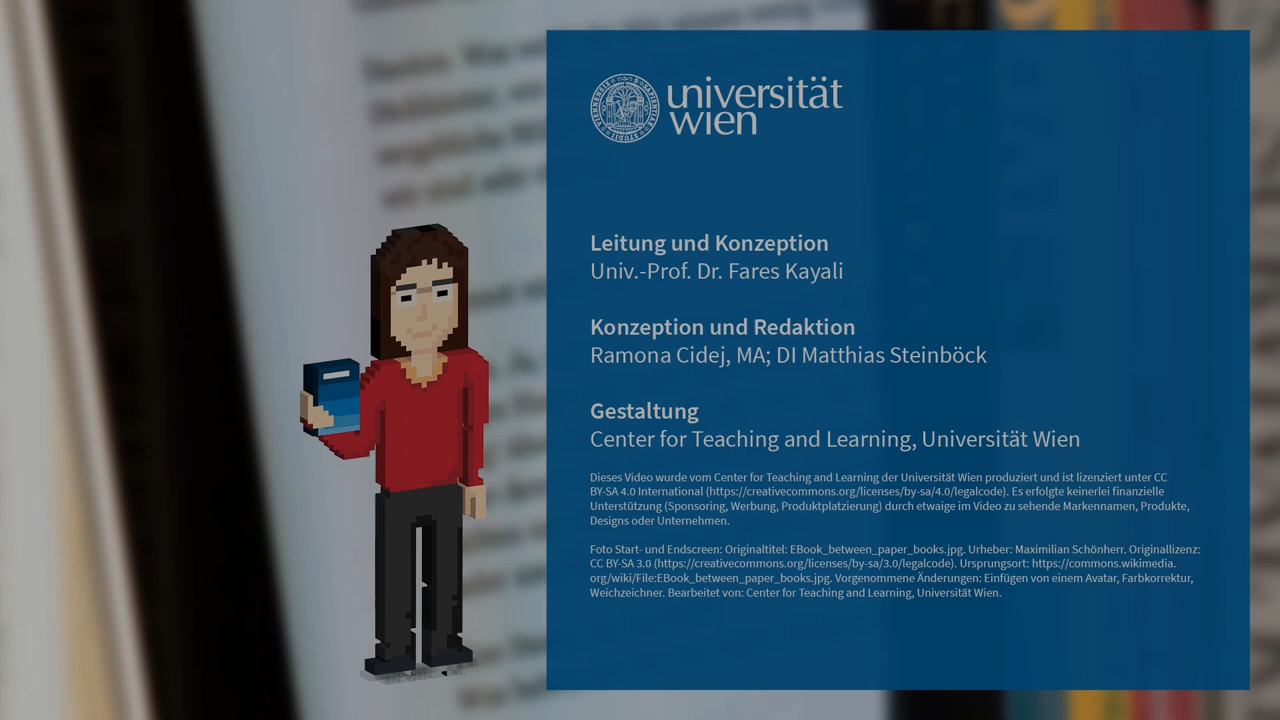 universität
wien
Leitung und Konzeption
Univ.-Prof. Dr. Fares Kayali
Konzeption und Redaktion
Ramona Cidej, MA; DI Matthias Steinböck
Gestaltung
Center for Teaching and Learning, Universität Wien
Dieses Video wurde vom Center for Teaching and Learning der Universität Wien produziert und ist lizenziert unter CC
BY-SA 4.0 International (https://creativecommons.org/licenses/by-sa/4.0/legalcode). Es erfolgte keinerlei finanzielle
Unterstützung (Sponsoring, Werbung, Produktplatzierung) durch etwaige im Video zu sehende Markennamen, Produkte,
Designs oder Unternehmen.
Foto Start- und Endscreen: Originaltitel: EBook_between_paper_books.jpg. Urheber: Maximilian Schönherr. Originallizenz:
CC BY-SA 3.0 (https://creativecommons.org/licenses/by-sa/3.0/legalcode). Ursprungsort: https://commons.wikimedia.
org/wiki/File:EBook_between_paper_books.jpg. Vorgenommene Änderungen: Einfügen von einem Avatar, Farbkorrektur,
Weichzeichner. Bearbeitet von: Center for Teaching and Learning, Universität Wien.